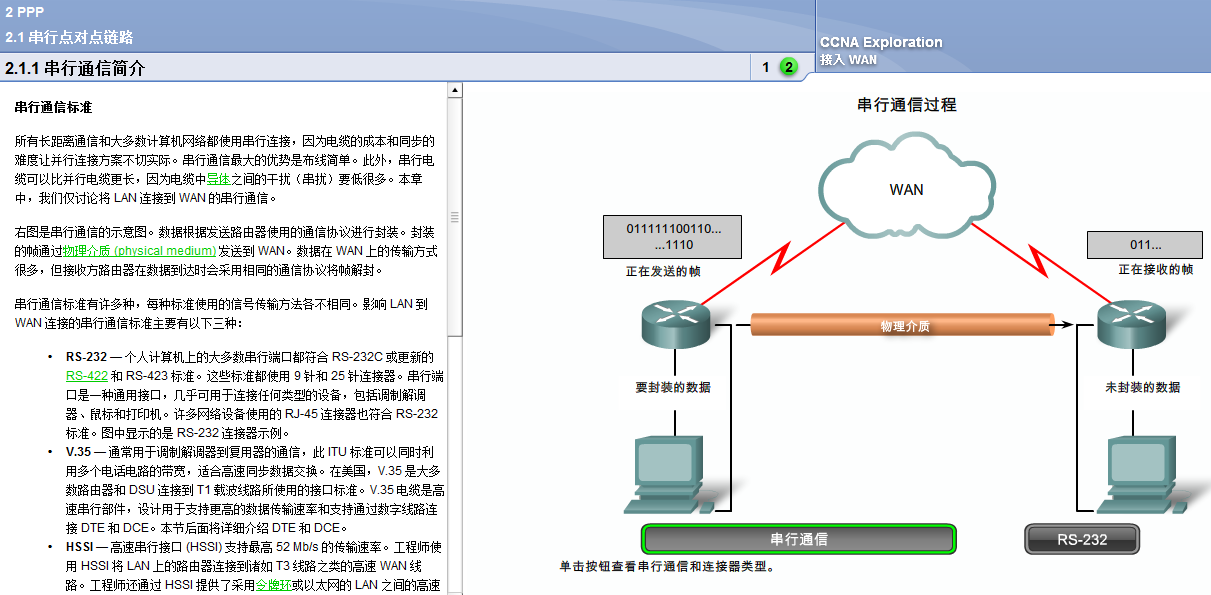 2 PPP
2.1 串行点对点链路
CCNA Exploration
接入 WAN
2.1.1 串行通信简介
1 2
串行通信标准
所有长距离通信和大多数计算机网络都使用串行连接，因为电缆的成本和同步的
难度让并行连接方案不切实际。串行通信最大的优势是布线简单。此外，串行电
缆可以比并行电缆更长，因为电缆中导体之间的干扰（串扰）要低很多。本章
中，我们仅讨论将 LAN 连接到 WAN 的串行通信。
右图是串行通信的示意图。数据根据发送路由器使用的通信协议进行封装。封装
的帧通过物理介质 (physical medium) 发送到 WAN。数据在 WAN 上的传输方式
很多，但接收方路由器在数据到达时会采用相同的通信协议将帧解封。
串行通信标准有许多种，每种标准使用的信号传输方法各不相同。影响 LAN 到
WAN 连接的串行通信标准主要有以下三种：
• RS-232 — 个人计算机上的大多数串行端口都符合 RS-232C 或更新的
RS-422 和 RS-423 标准。这些标准都使用 9 针和 25 针连接器。串行端
口是一种通用接口，几乎可用于连接任何类型的设备，包括调制解调
器、鼠标和打印机。许多网络设备使用的 RJ-45 连接器也符合 RS-232
标准。图中显示的是 RS-232 连接器示例。
• V.35 — 通常用于调制解调器到复用器的通信，此 ITU 标准可以同时利
用多个电话电路的带宽，适合高速同步数据交换。在美国，V.35 是大多
数路由器和 DSU 连接到 T1 载波线路所使用的接口标准。V.35 电缆是高
速串行部件，设计用于支持更高的数据传输速率和支持通过数字线路连
接 DTE 和 DCE。本节后面将详细介绍 DTE 和 DCE。
• HSSI — 高速串行接口 (HSSI) 支持最高 52 Mb/s 的传输速率。工程师使
用 HSSI 将 LAN 上的路由器连接到诸如 T3 线路之类的高速 WAN 线
路。工程师还通过 HSSI 提供了采用令牌环或以太网的 LAN 之间的高速
串行通信过程
WAN
011111100110...
...1110
正在发送的帧
011...
正在接收的帧
物理介质
要封装的数据
未封装的数据
串行通信
RS-232
单击按钮查看串行通信和连接器类型。